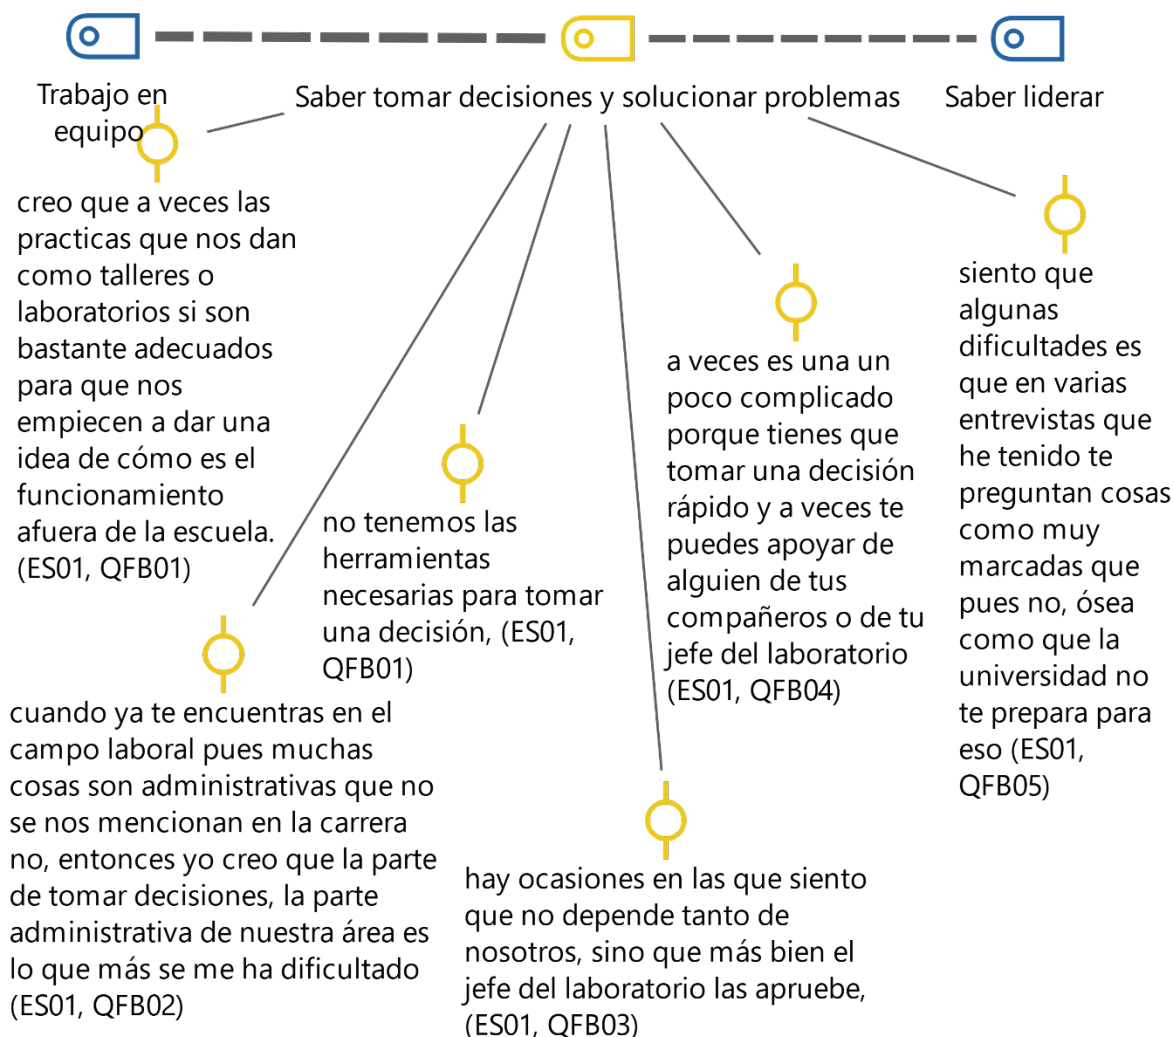 Trabajo en
equipo
Saber tomar decisiones y solucionar problemas
Saber liderar
creo que a veces las
practicas que nos dan
como talleres o
laboratorios si son
bastante adecuados
para que nos
empiecen a dar una
idea de cómo es el
funcionamiento
afuera de la escuela.
(ES01, QFB01)
cuando ya te encuentras en el
campo laboral pues muchas
cosas son administrativas que no
se nos mencionan en la carrera
no, entonces yo creo que la parte
de tomar decisiones, la parte
administrativa de nuestra área es
lo que más se me ha dificultado
(ES01, QFB02)
no tenemos las
herramientas
necesarias para tomar
una decisión, (ES01,
QFB01)
hay ocasiones en las que siento
que no depende tanto de
nosotros, sino que más bien el
jefe del laboratorio las apruebe,
(ES01, QFB03)
a veces es una un
poco complicado
porque tienes que
tomar una decisión
rápido y a veces te
puedes apoyar de
alguien de tus
compañeros o de tu
jefe del laboratorio
(ES01, QFB04)
siento que
algunas
dificultades es
que en varias
entrevistas que
he tenido te
preguntan cosas
como muy
marcadas que
pues no, ósea
como que la
universidad no
te prepara para
eso (ES01,
QFB05)